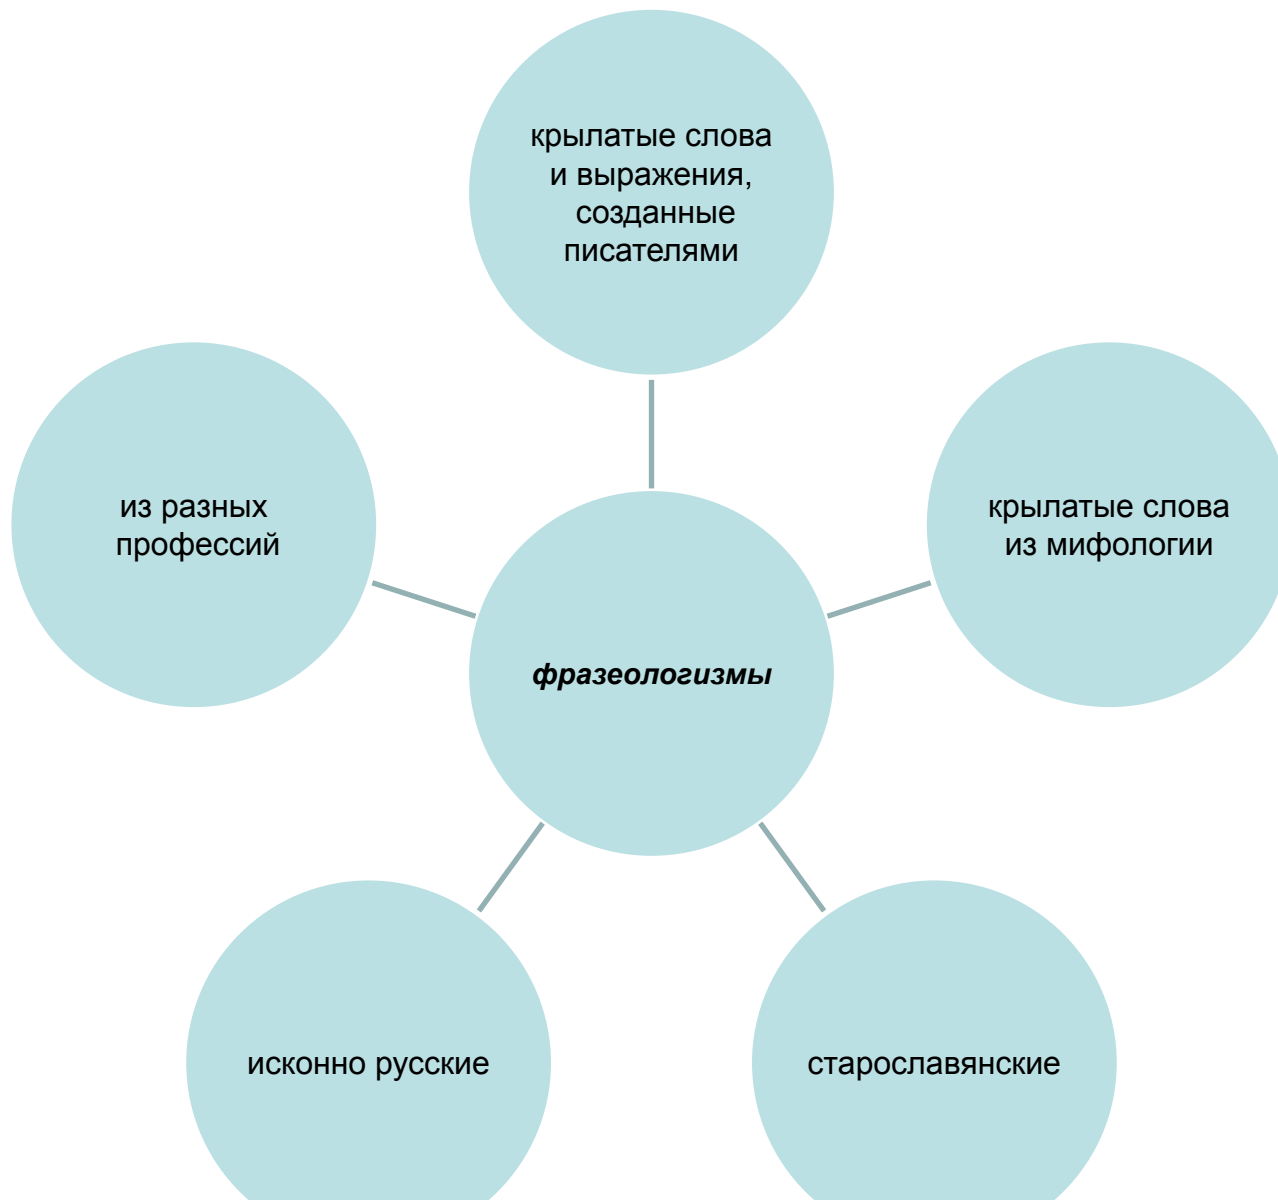 крылатые слова
и выражения,
созданные
писателями
из разных
профессий
крылатые слова
из мифологии
фразеологизмы
исконно русские
старославянские